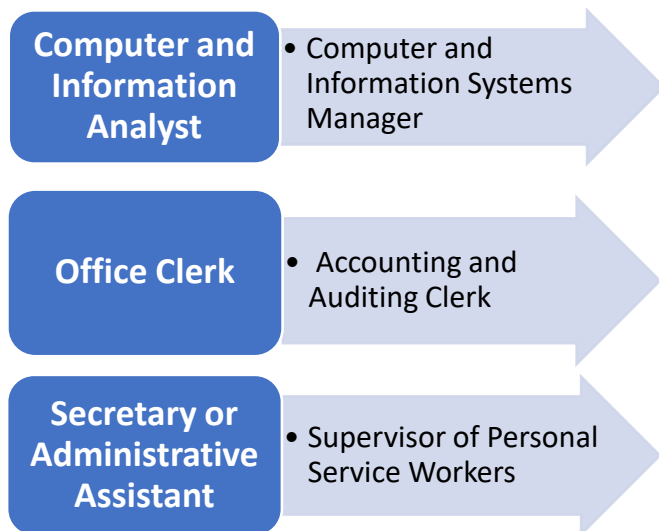 Computer and
Information
Analyst
• Computer and
Information Systems
Manager
Office Clerk
• Accounting and
Auditing Clerk
Secretary or
Administrative
Assistant
• Supervisor of Personal
Service Workers